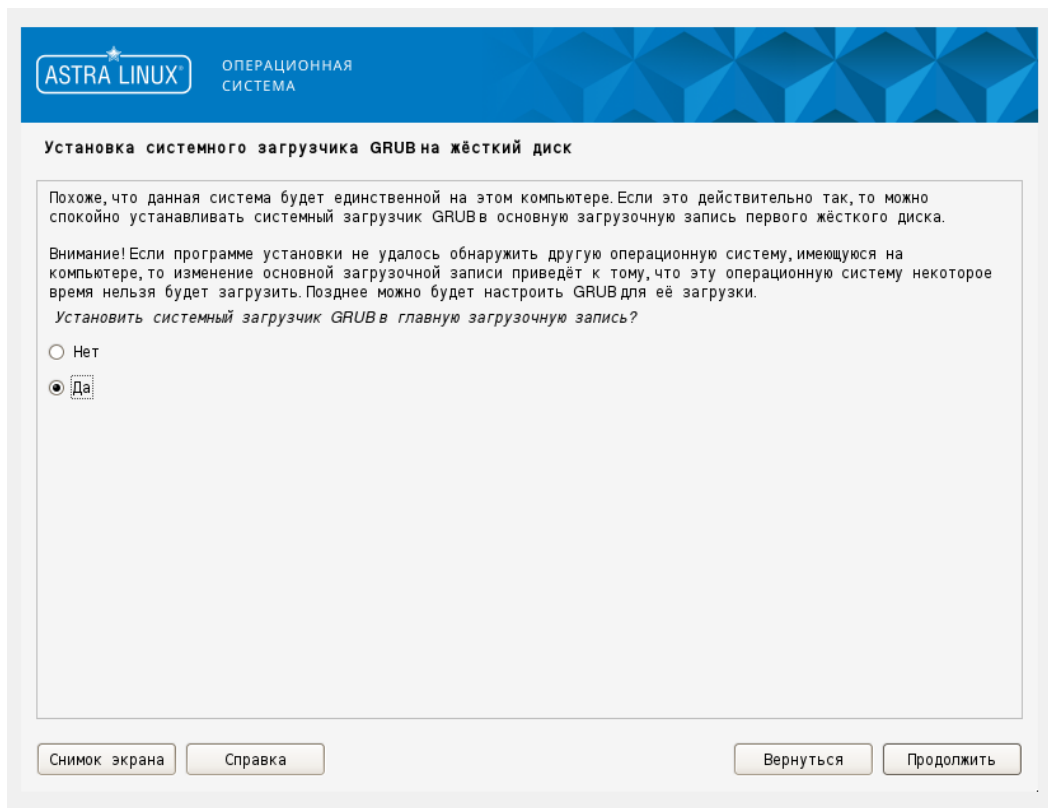 ASTRA LINUX®
ОПЕРАЦИОННАЯ
СИСТЕМА
Установка системного загрузчика GRUB на жёсткий диск
Похоже, что данная система будет единственной на этом компьютере. Если это действительно так, то можно
спокойно устанавливать системный загрузчик GRUB в основную загрузочную запись первого жёсткого диска.
Внимание! Если программе установки не удалось обнаружить другую операционную систему, имеющуюся на
компьютере, то изменение основной загрузочной записи приведёт к тому, что эту операционную систему некоторое
время нельзя будет загрузить. Позднее можно будет настроить GRUB для её загрузки.
Установить системный загрузчик GRUB в главную загрузочную запись?
Нет
Да
Снимок экрана
Справка
Вернуться
Продолжить